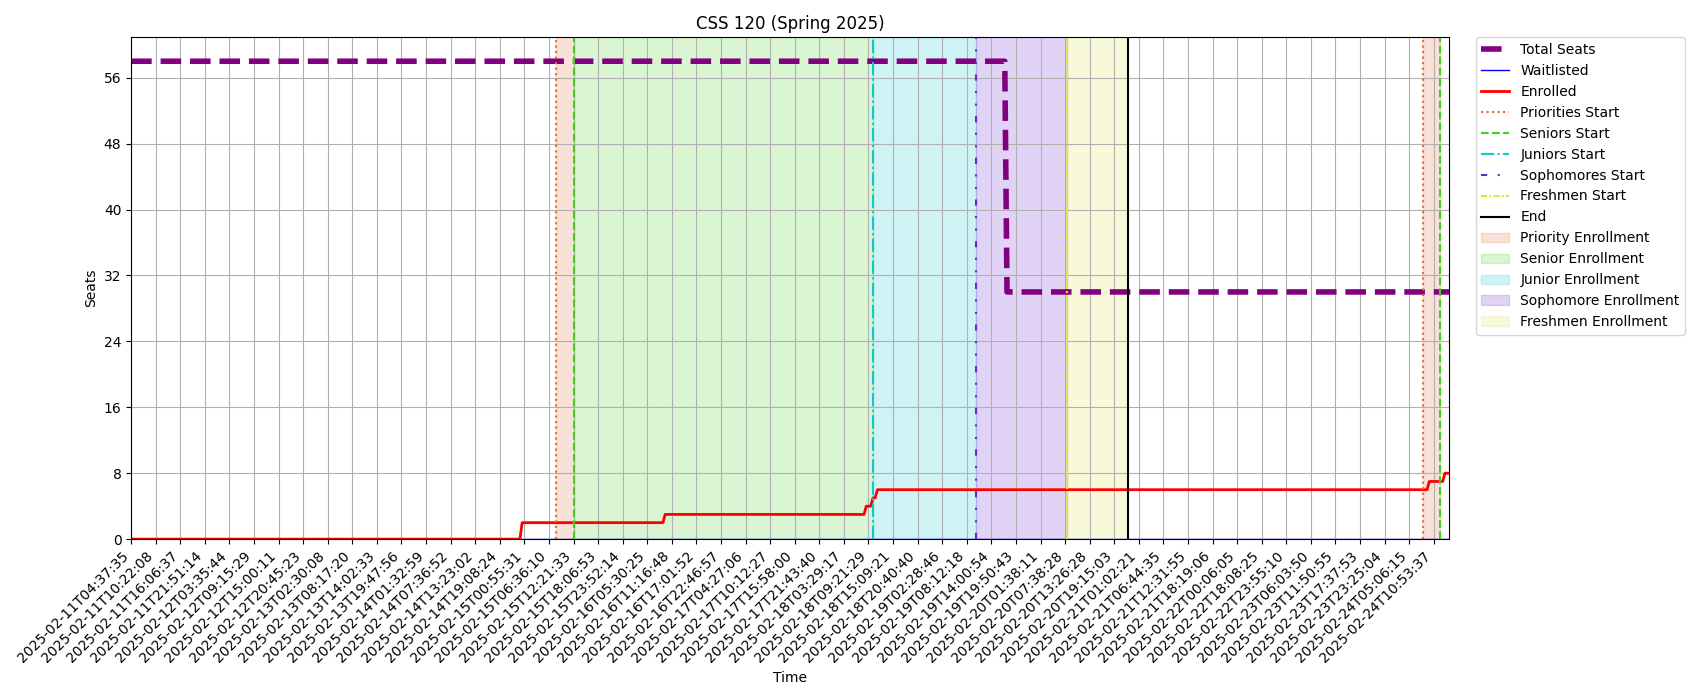 CSS 120 (Spring 2025)
Seats
56
48
40
32
24
16
8
0
2025-02-11T04:37:35
2025-02-11T10:22:08
2025-02-11T16:06:37
2025-02-11T21:51:14
2025-02-12T03:35:44
2025-02-12T09:15:29
2025-02-12T15:00:11
2025-02-12T20:45:23
2025-02-13T02:30:08
2025-02-13T08:17:20
2025-02-13T14:02:33
2025-02-13T19:47:56
2025-02-14T01:32:59
2025-02-14T07:36:52
2025-02-14T13:23:02
2025-02-14T19:08:24
2025-02-15T00:55:31
2025-02-15T06:36:10
2025-02-15T12:21:33
2025-02-15T18:06:53
2025-02-15T23:52:14
2025-02-16T05:30:25
2025-02-16T11:16:48
2025-02-16T17:01:52
2025-02-16T22:46:57
2025-02-17T04:27:06
2025-02-17T10:12:27
2025-02-17T15:58:00
2025-02-17T21:43:40
2025-02-18T03:29:17
2025-02-18T09:21:29
2025-02-18T15:09:21
2025-02-18T20:40:40
2025-02-19T02:28:46
2025-02-19T08:12:18
2025-02-19T14:00:54
2025-02-19T19:50:43
2025-02-20T01:38:11
2025-02-20T07:38:28
2025-02-20T13:26:28
2025-02-20T19:15:03
2025-02-21T01:02:21
2025-02-21T06:44:35
2025-02-21T12:31:55
2025-02-21T18:19:06
2025-02-22T00:06:05
2025-02-22T18:08:25
2025-02-22T23:55:10
2025-02-23T06:03:50
2025-02-23T11:50:55
2025-02-23T17:37:53
2025-02-23T23:25:04
2025-02-24T05:06:15
2025-02-24T10:53:37
Time
Total Seats
Waitlisted
Enrolled
Priorities Start
Seniors Start
Juniors Start
Sophomores Start
Freshmen Start
End
Priority Enrollment
Senior Enrollment
Junior Enrollment
Sophomore Enrollment
Freshmen Enrollment